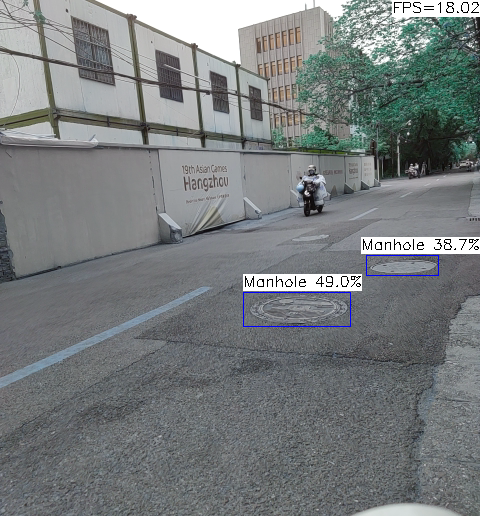 FPS=18.02
19th Asian Games
Hangzhou
Manhole 38.7%
Manhole 49.0%